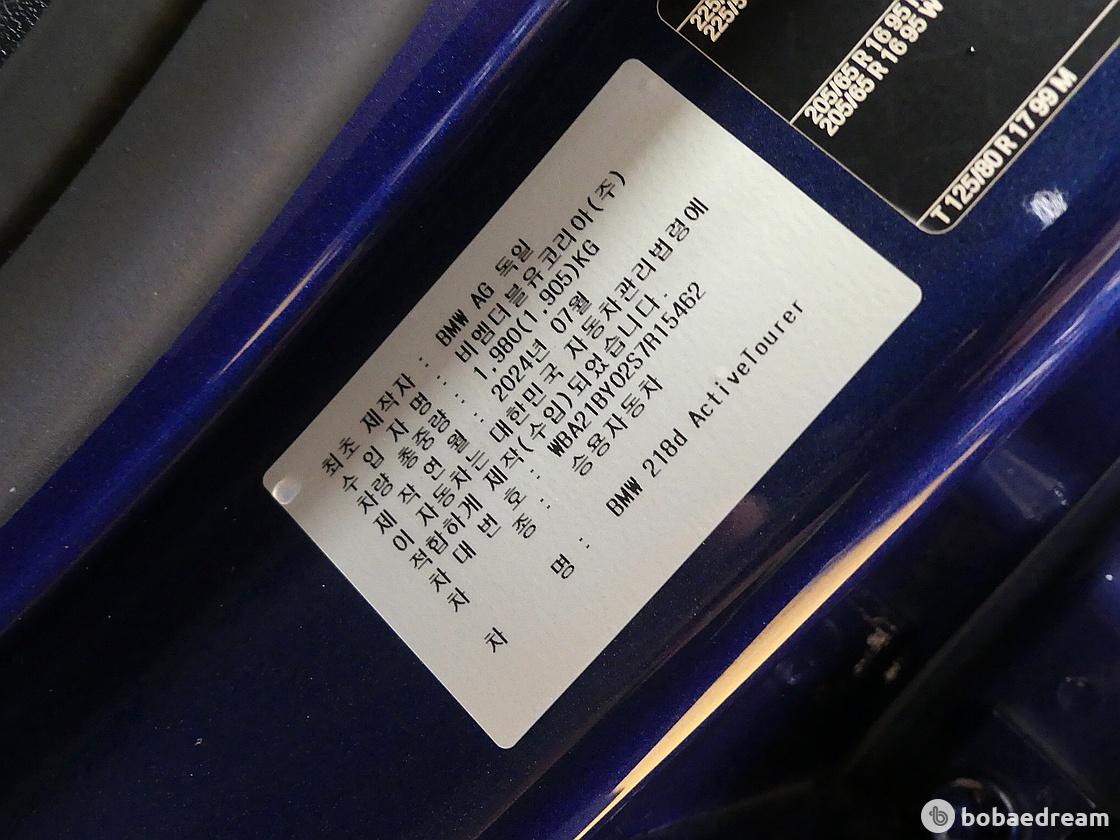 최초 제작자 : BMW AG 독일
수 입 자 명 : 비엠더블유코리아(주)
차량 총중량 : 1.980(1.905)KG
제 작 연 월 : 2024년 07월
이 자동차는 대한민국 자동차관리법령에
적합하게 제작(수입)되었습니다.
차 대 번 호 : WBA21BY02S7R15462
차 종 : 승용자동차
차 명 : BMW 218d ActiveTourer
205/65 R 16 95
205/65 R 16 95 W
T 125/80 R 17 99 M
bobaedream